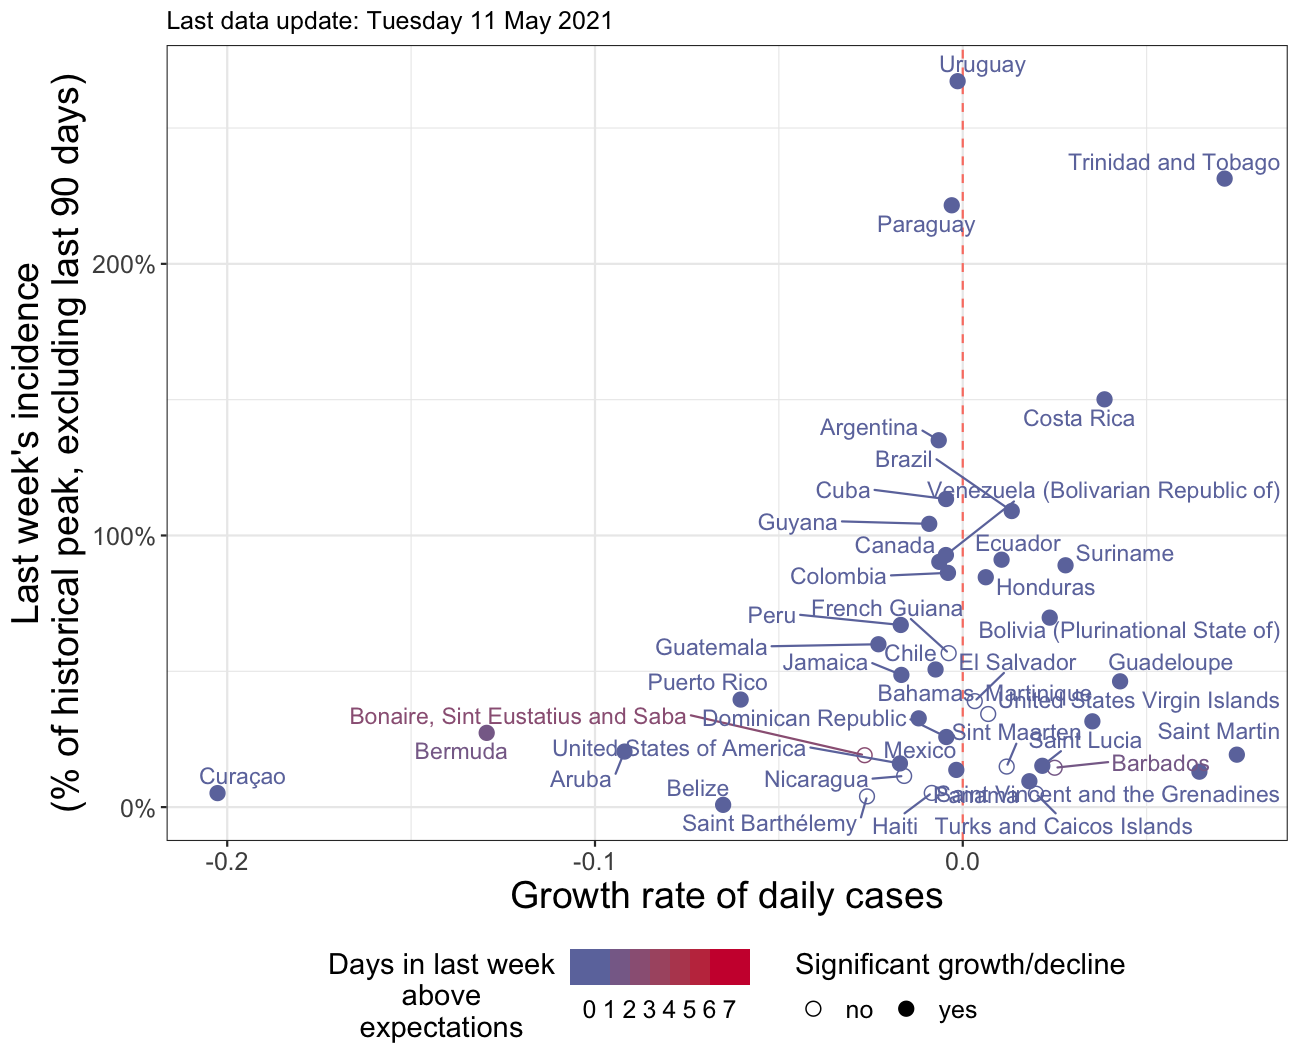 Last data update: Tuesday 11 May 2021
Last week's incidence
(% of historical peak, excluding last 90 days)
Uruguay
Trinidad and Tobago
Paraguay
200%
Costa Rica
Argentina
Brazil
Cuba
Venezuela (Bolivarian Republic of)
Guyana
100%
Canada
Ecuador
Suriname
Colombia
Honduras
French Guiana
Peru
Bolivia (Plurinational State of)
Guatemala
Chile
Jamaica
El Salvador
Guadeloupe
Puerto Rico
Bahamas
Martinique
United States Virgin Islands
Bonaire, Sint Eustatius and Saba
Dominican Republic
Sint Maarten
Saint Martin
Bermuda
United States of America
Mexico
Saint Lucia
Barbados
Curaçao
Aruba
Nicaragua
Belize
Panama
Saint Vincent and the Grenadines
0%
Saint Barthélemy
Haiti
Turks and Caicos Islands
-0.2
-0.1
0.0
Growth rate of daily cases
Days in last week
above
expectations
0 1 2 3 4 5 6 7
Significant growth/decline
no
yes